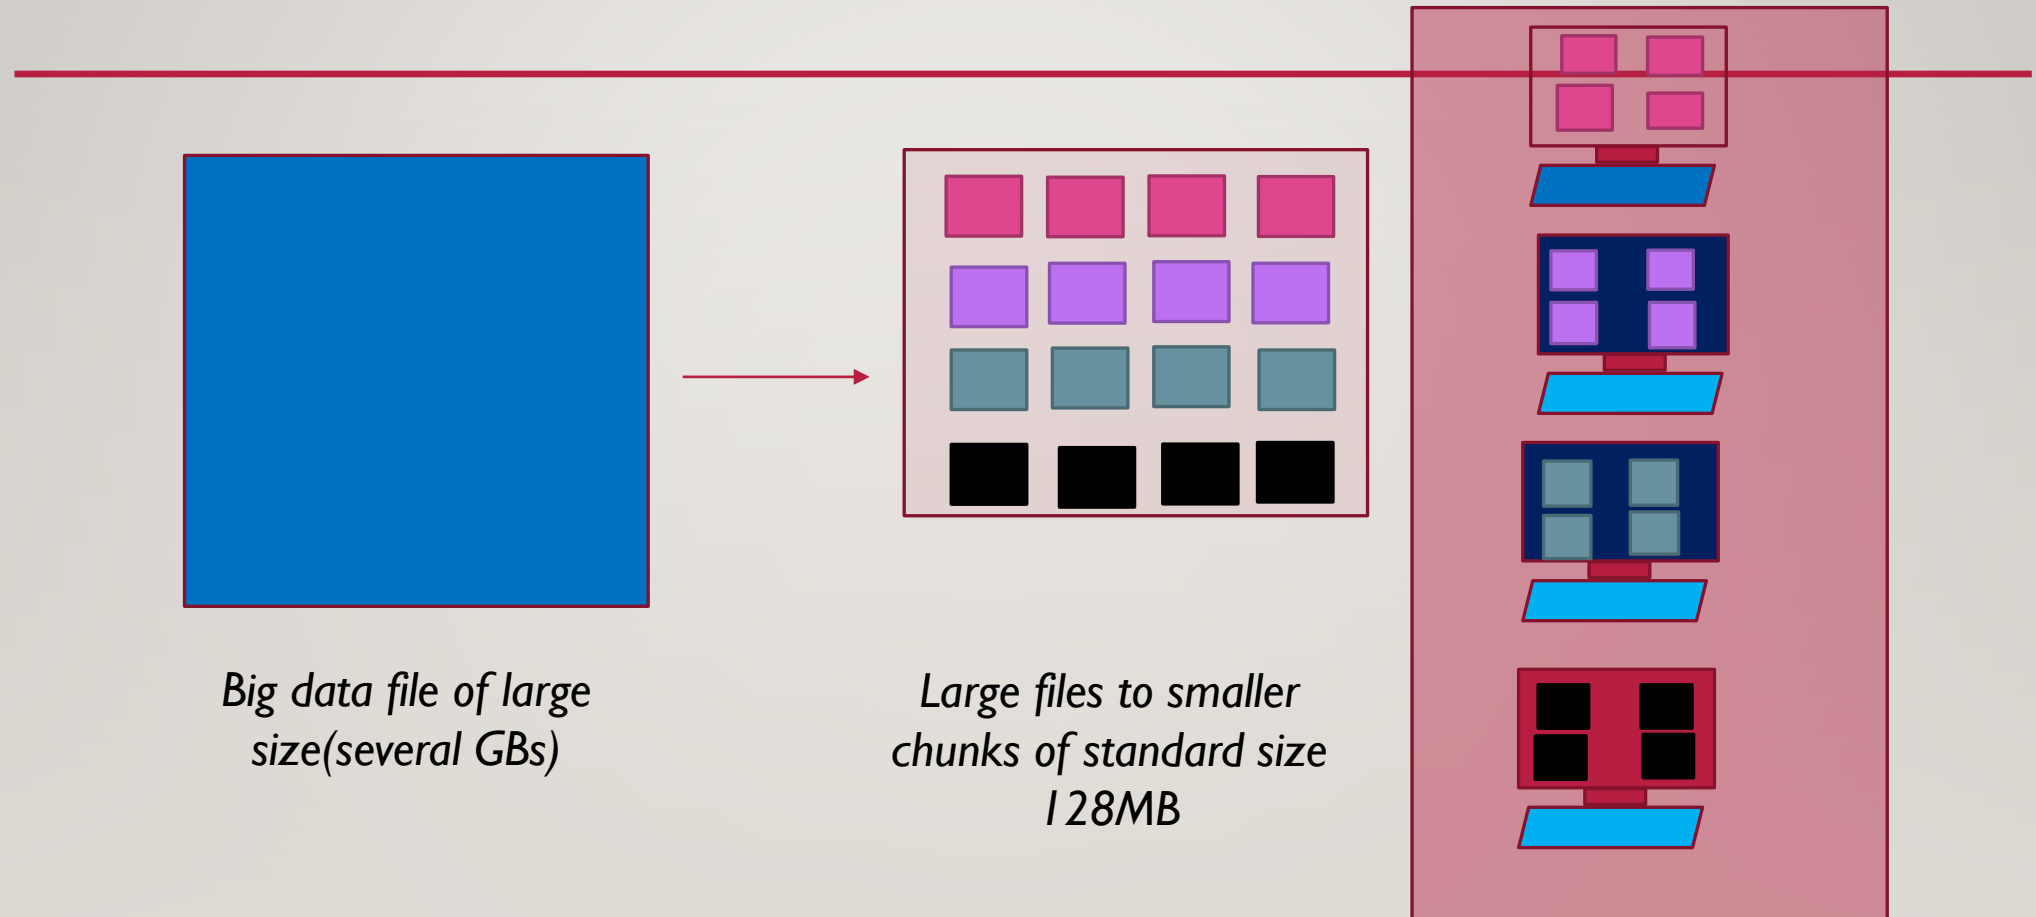 Big data file of large
size(several GBs)
Large files to smaller
chunks of standard size
128MB